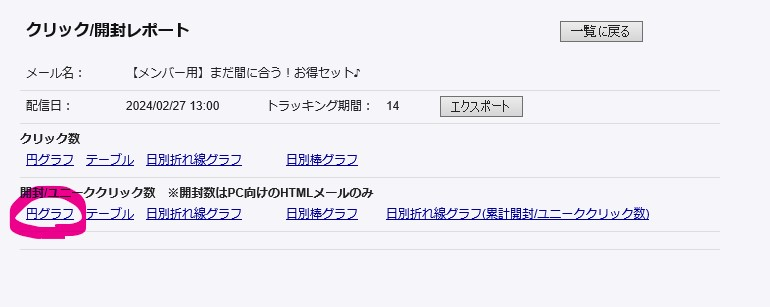 クリック/開封レポート 一覧に戻る
メール名： 【メンバー用】まだ間に合う！お得セット♪
配信日： 2024/02/27 13:00 トラッキング期間： 14 エクスポート
クリック数
円グラフ テーブル 日別折れ線グラフ 日別棒グラフ
開封/ユニーククリック数 ※開封数はPC向けのHTMLメールのみ
円グラフ テーブル 日別折れ線グラフ 日別棒グラフ 日別折れ線グラフ(累計開封/ユニーククリック数)